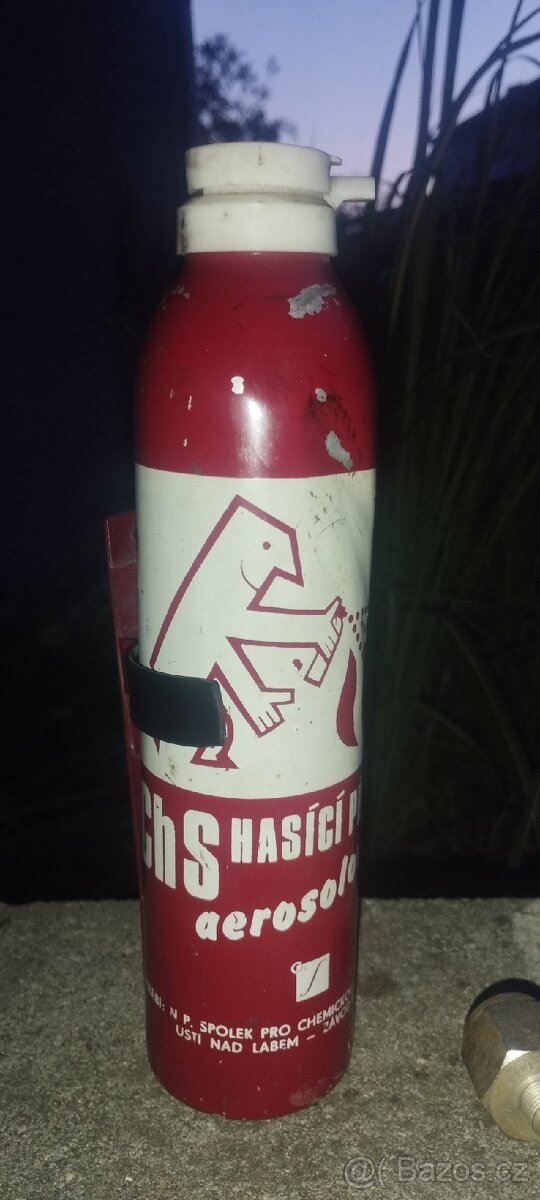 ChS HASÍCÍ
aerosolo
N. P. SPOLEK PRO CHEMICKO
ÚSTÍ NAD LABEM – ZÁVO
@Bazos.cz